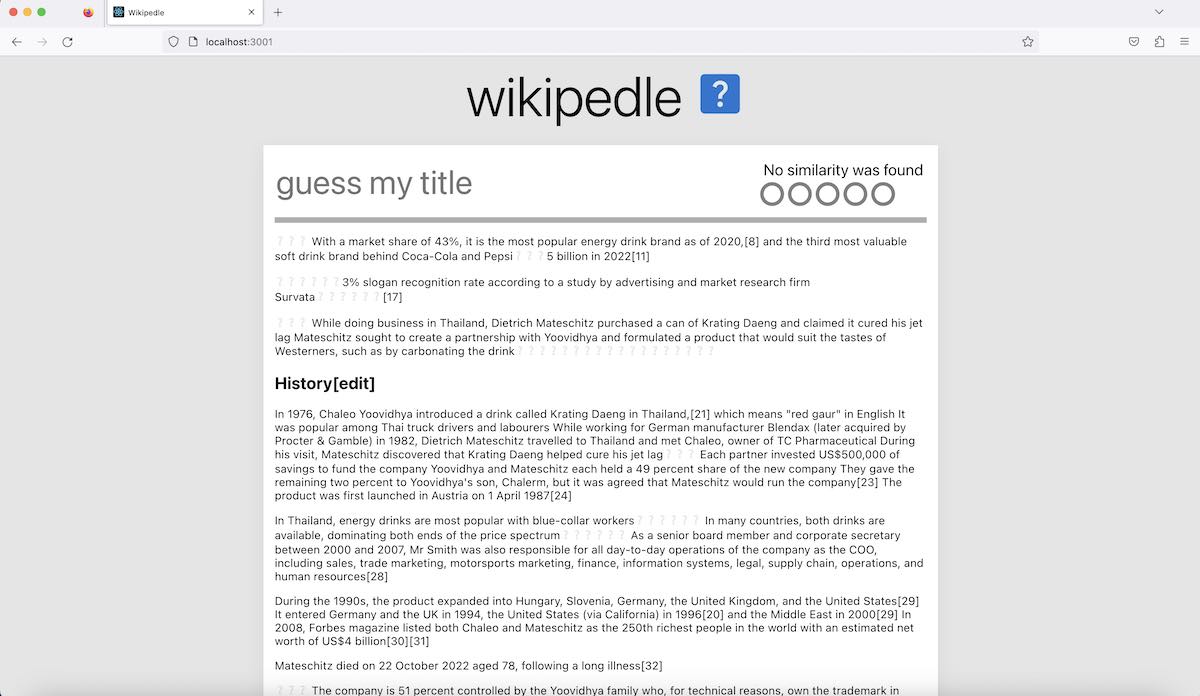 Wikipedle
localhost:3001
wikipedle ?
guess my title
No similarity was found
? ? ? With a market share of 43%, it is the most popular energy drink brand as of 2020,[8] and the third most valuable
soft drink brand behind Coca-Cola and Pepsi ? ? ? 5 billion in 2022[11]
? ? ? ? ? ? ? 3% slogan recognition rate according to a study by advertising and market research firm
Survata ? ? ? ? ? ? [17]
? ? ? While doing business in Thailand, Dietrich Mateschitz purchased a can of Krating Daeng and claimed it cured his jet
lag Mateschitz sought to create a partnership with Yoovidhya and formulated a product that would suit the tastes of
Westerners, such as by carbonating the drink ? ? ? ? ? ? ? ? ? ? ? ? ? ? ? ? ? ?
History[edit]
In 1976, Chaleo Yoovidhya introduced a drink called Krating Daeng in Thailand,[21] which means "red gaur" in English It
was popular among Thai truck drivers and labourers While working for German manufacturer Blendax (later acquired by
Procter & Gamble) in 1982, Dietrich Mateschitz travelled to Thailand and met Chaleo, owner of TC Pharmaceutical During
his visit, Mateschitz discovered that Krating Daeng helped cure his jet lag ? ? ? Each partner invested US$500,000 of
savings to fund the company Yoovidhya and Mateschitz each held a 49 percent share of the new company They gave the
remaining two percent to Yoovidhya's son, Chalerm, but it was agreed that Mateschitz would run the company[23] The
product was first launched in Austria on 1 April 1987[24]
In Thailand, energy drinks are most popular with blue-collar workers ? ? ? ? ? ? In many countries, both drinks are
available, dominating both ends of the price spectrum ? ? ? ? ? ? As a senior board member and corporate secretary
between 2000 and 2007, Mr Smith was also responsible for all day-to-day operations of the company as the COO,
including sales, trade marketing, motorsports marketing, finance, information systems, legal, supply chain, operations, and
human resources[28]
During the 1990s, the product expanded into Hungary, Slovenia, Germany, the United Kingdom, and the United States[29]
It entered Germany and the UK in 1994, the United States (via California) in 1996[20] and the Middle East in 2000[29] In
2008, Forbes magazine listed both Chaleo and Mateschitz as the 250th richest people in the world with an estimated net
worth of US$4 billion[30][31]
Mateschitz died on 22 October 2022 aged 78, following a long illness[32]
? ? ? The company is 51 percent controlled by the Yoovidhya family who, for technical reasons, own the trademark in